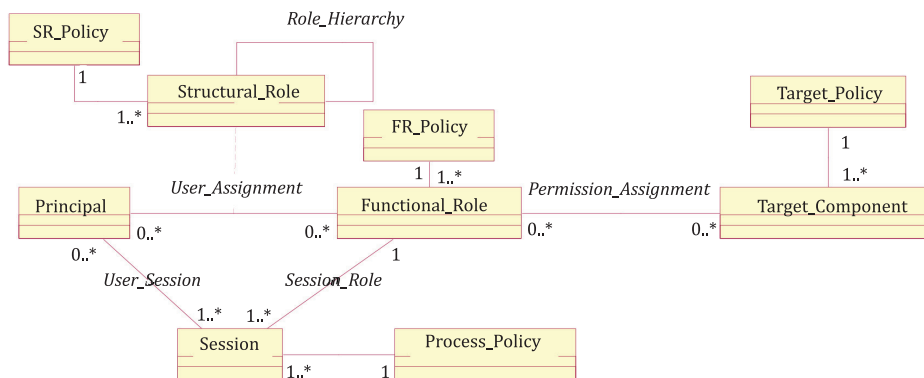 Role_Hierarchy
SR_Policy
1
Structural_Role
1..*
Target_Policy
FR_Policy
1
1
1..*
1..*
User_Assignment
Permission_Assignment
Principal
Functional_Role
Target_Component
0..*
0..*
0..*
0..*
0..*
1
User_Session
Session_Role
1..*
1..*
Session
Process_Policy
1..*
1